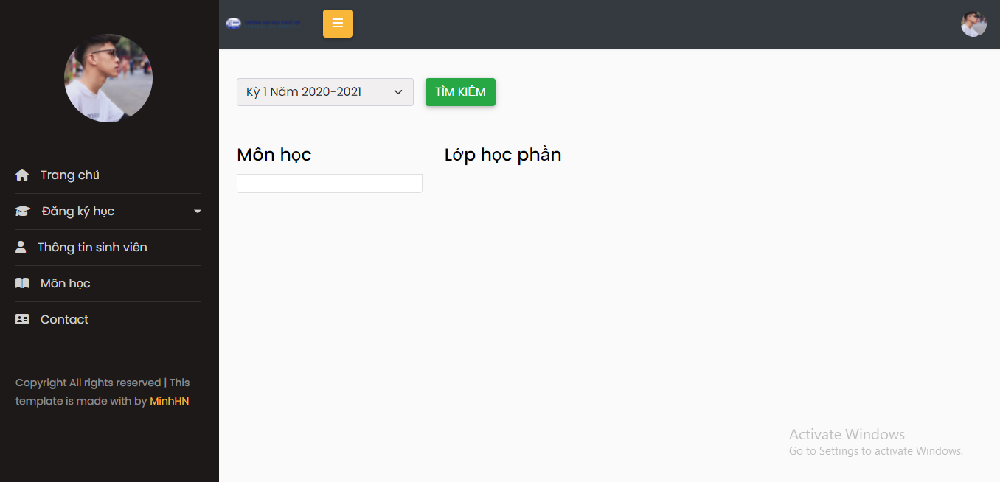 Kỳ 1 Năm 2020-2021
TÌM KIẾM
Môn học
Lớp học phần
Trang chủ
Đăng ký học
Thông tin sinh viên
Môn học
Contact
Copyright All rights reserved | This
template is made with by MinhHN
Activate Windows
Go to Settings to activate Windows.